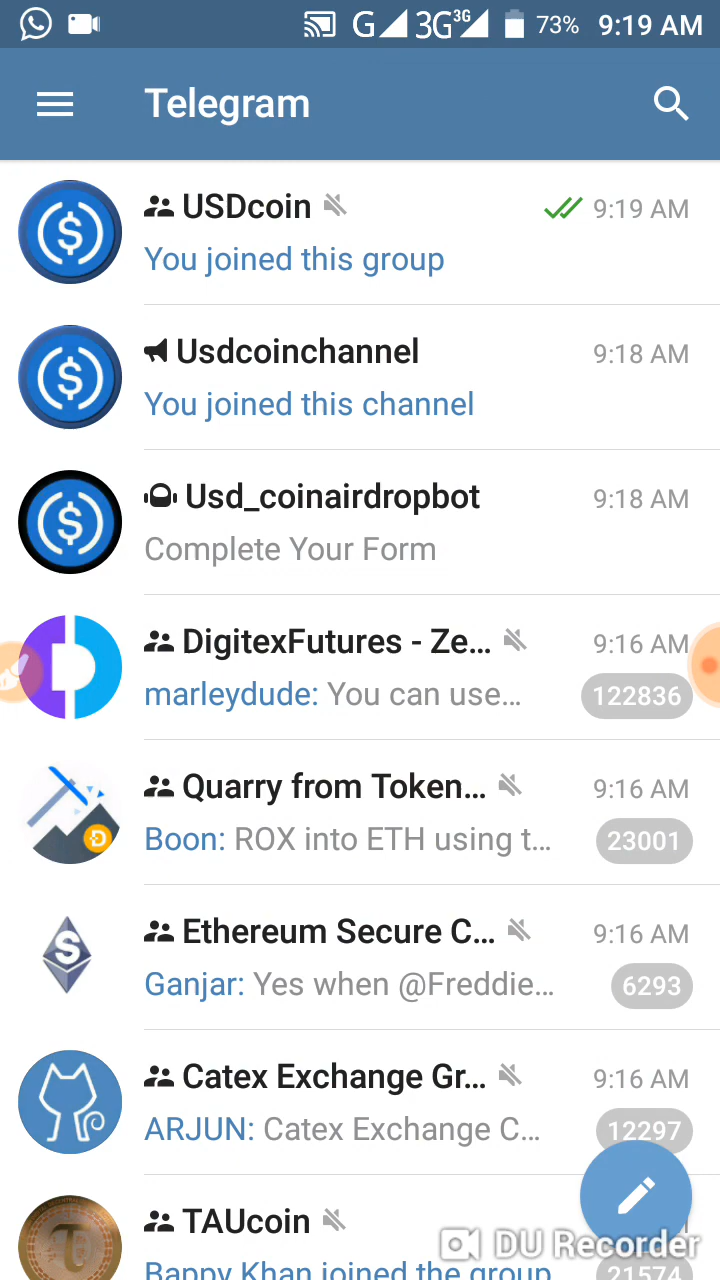 G 3G 3G 73% 9:19 AM
Telegram
USDcoin 9:19 AM
You joined this group
Usdcoinchannel 9:18 AM
You joined this channel
Usd_coinairdropbot 9:18 AM
Complete Your Form
DigitexFutures - Ze... 9:16 AM
marleydude: You can use... 122836
Quarry from Token... 9:16 AM
Boon: ROX into ETH using t... 23001
Ethereum Secure C... 9:16 AM
Ganjar: Yes when @Freddie... 6293
Catex Exchange Gr... 9:16 AM
ARJUN: Catex Exchange C... 12297
TAUcoin
DU Recorder
Bappy Khan joined the group 21574